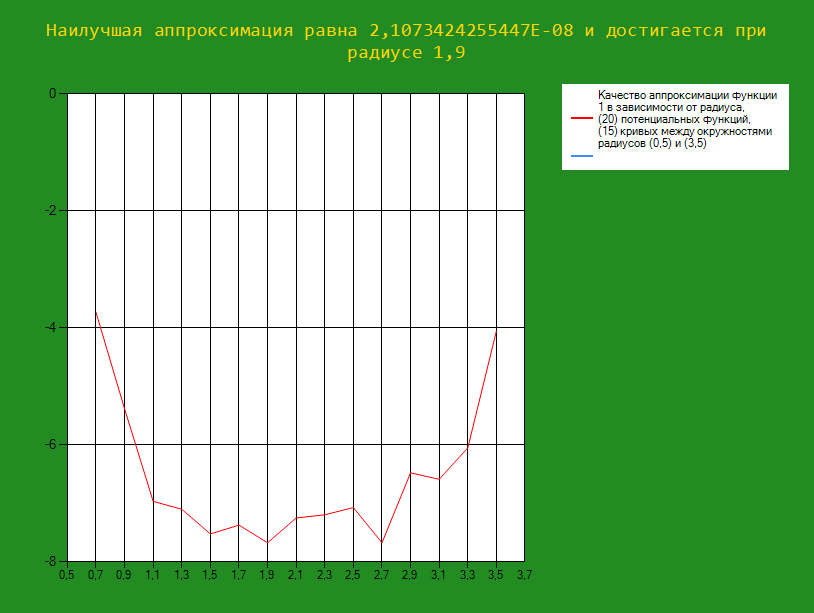 Наилучшая аппроксимация равна 2,1073424255447E-08 и достигается при
радиусе 1,9
Качество аппроксимации функции
1 в зависимости от радиуса,
(20) потенциальных функций,
(15) кривых между окружностями
радиусов (0,5) и (3,5)
0
-2
-4
-6
-8
0,5 0,7 0,9 1,1 1,3 1,5 1,7 1,9 2,1 2,3 2,5 2,7 2,9 3,1 3,3 3,5 3,7